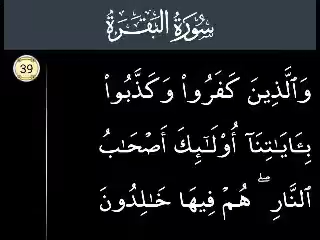 سُورَةُ البَقَرَةِ
39
وَٱلَّذِينَ كَفَرُوا۟ وَكَذَّبُوا۟
بِـَٔايَـٰتِنَآ أُو۟لَـٰٓئِكَ أَصْحَـٰبُ
ٱلنَّارِ ۖ هُمْ فِيهَا خَـٰلِدُونَ